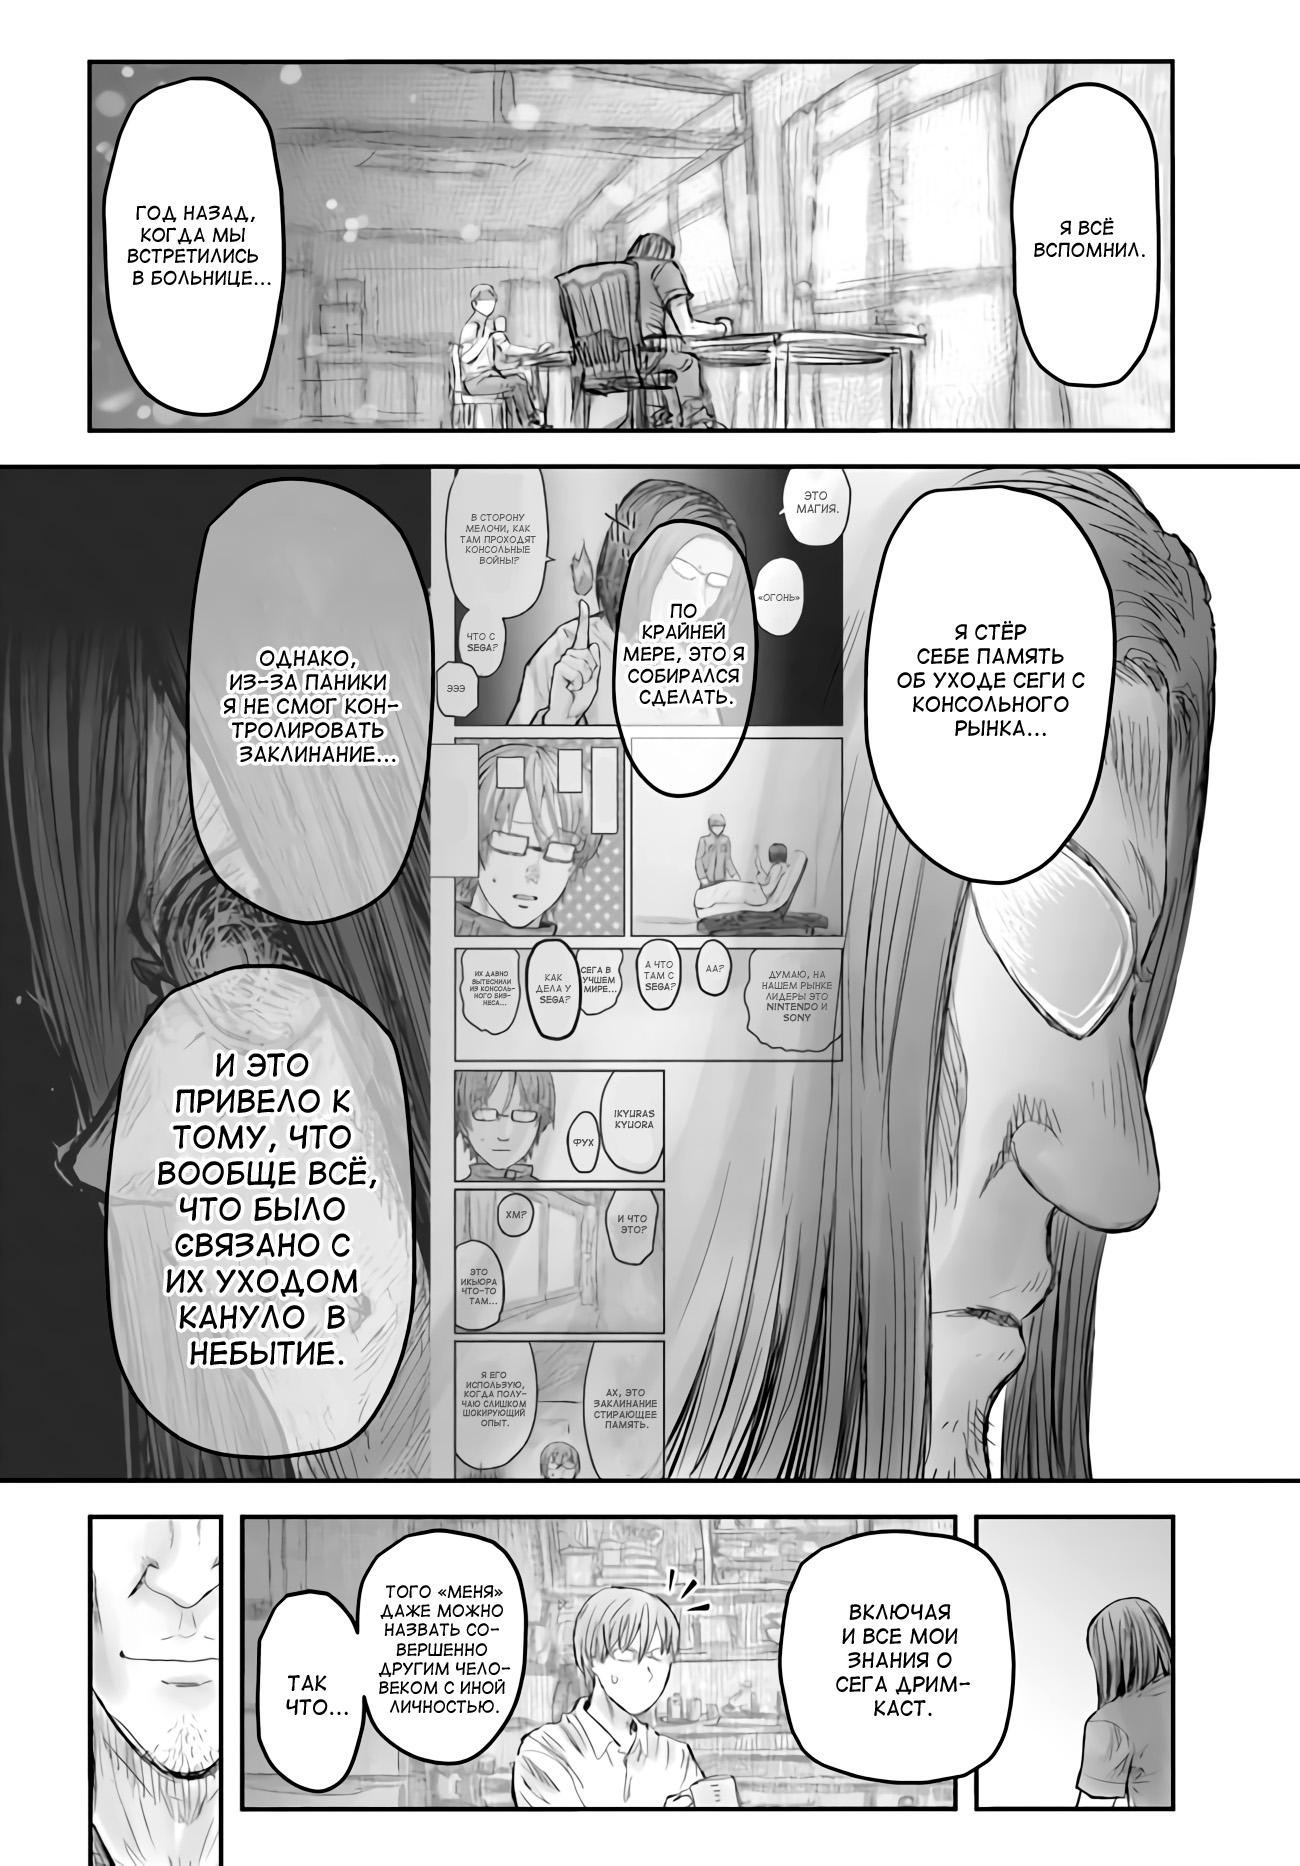 Я ВСЁ
ВСПОМНИЛ.
ГОД НАЗАД,
КОГДА МЫ
ВСТРЕТИЛИСЬ
В БОЛЬНИЦЕ...
Я СТЁР
СЕБЕ ПАМЯТЬ
ОБ УХОДЕ СЕГИ С
КОНСОЛЬНОГО
РЫНКА...
ПО
КРАЙНЕЙ
МЕРЕ, ЭТО Я
СОБИРАЛСЯ
СДЕЛАТЬ.
ЭТО
МАГИЯ.
«ОГОНЬ»
В СТОРОНУ
МЕЛОЧИ, КАК
ТАМ ПРОХОДЯТ
КОНСОЛЬНЫЕ
ВОЙНЫ?
ЧТО С
SEGA?
ЭЭЭ
ДУМАЮ, НА
НАШЕМ РЫНКЕ
ЛИДЕРЫ ЭТО
NINTENDO И
SONY
АА?
А ЧТО
ТАМ С
SEGA?
СЕГА В
ЛУЧШЕМ
МИРЕ...
КАК
ДЕЛА У
SEGA?
ИХ ДАВНО
ВЫТЕСНИЛИ
ИЗ КОНСОЛЬ-
НОГО БИЗ-
НЕСА...
IKYURAS
KYUORA
ФУХ
И ЧТО
ЭТО?
ХМ?
ЭТО
ИКЬЮРА
ЧТО-ТО
ТАМ...
АХ, ЭТО
ЗАКЛИНАНИЕ
СТИРАЮЩЕЕ
ПАМЯТЬ.
Я ЕГО
ИСПОЛЬЗУЮ,
КОГДА ПОЛУ-
ЧАЮ СЛИШКОМ
ШОКИРУЮЩИЙ
ОПЫТ.
ОДНАКО,
ИЗ-ЗА ПАНИКИ
Я НЕ СМОГ КОН-
ТРОЛИРОВАТЬ
ЗАКЛИНАНИЕ...
И ЭТО
ПРИВЕЛО К
ТОМУ, ЧТО
ВООБЩЕ ВСЁ,
ЧТО БЫЛО
СВЯЗАНО С
ИХ УХОДОМ
КАНУЛО В
НЕБЫТИЕ.
ВКЛЮЧАЯ
И ВСЕ МОИ
ЗНАНИЯ О
СЕГА ДРИМ-
КАСТ.
ТОГО «МЕНЯ»
ДАЖЕ МОЖНО
НАЗВАТЬ СО-
ВЕРШЕННО
ДРУГИМ ЧЕЛО-
ВЕКОМ С ИНОЙ
ЛИЧНОСТЬЮ.
ТАК
ЧТО...